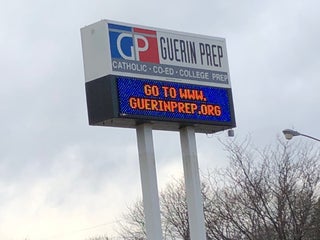 GP GUERIN PREP
CATHOLIC · CO-ED · COLLEGE PREP
GO TO WWW.
GUERINPREP.ORG